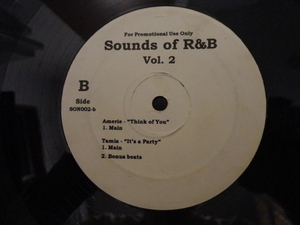 For Promotional Use Only
Sounds of R&B
Vol. 2
B
Side
SOR002-b
Amerie - "Think of You"
1. Main
Tamia - "It's a Party"
1. Main
2. Bonus beats